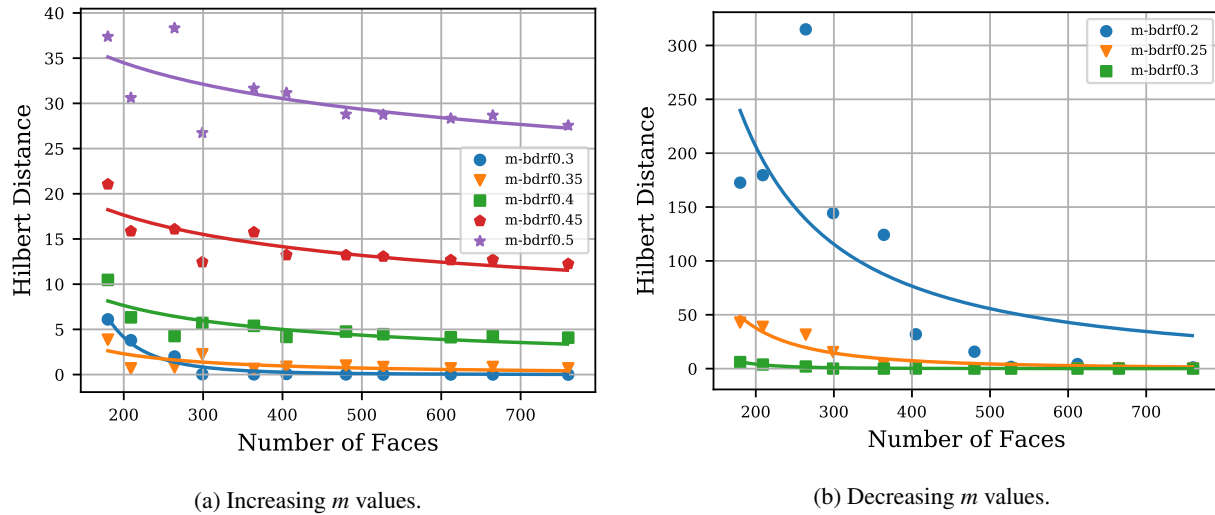 40
35
30
25
20
15
10
5
0
Hilbert Distance
m-bdrf0.3
m-bdrf0.35
m-bdrf0.4
m-bdrf0.45
m-bdrf0.5
200 300 400 500 600 700
Number of Faces
(a) Increasing m values.
300
250
200
150
100
50
0
Hilbert Distance
m-bdrf0.2
m-bdrf0.25
m-bdrf0.3
200 300 400 500 600 700
Number of Faces
(b) Decreasing m values.